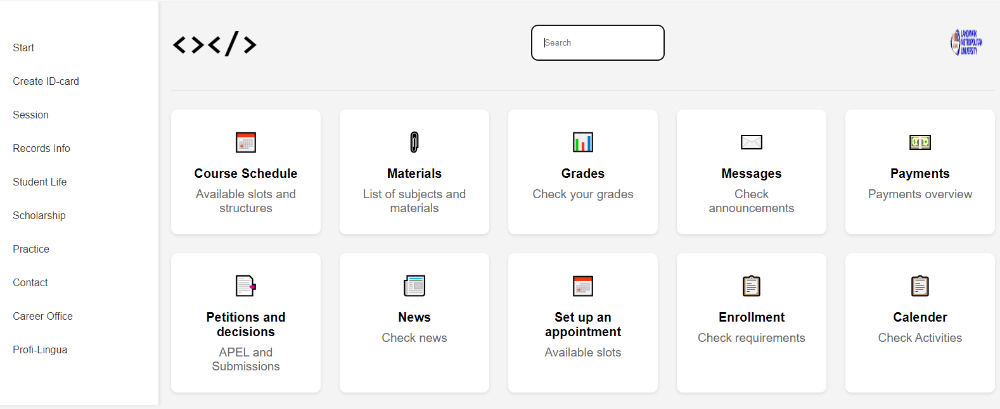 Start
Create ID-card
Session
Records Info
Student Life
Scholarship
Practice
Contact
Career Office
Profi-Lingua
<></>
Search
LANDMARK
METROPOLITAN
UNIVERSITY
Course Schedule
Available slots and
structures
Materials
List of subjects and
materials
Grades
Check your grades
Messages
Check
announcements
Payments
Payments overview
Petitions and
decisions
APEL and
Submissions
News
Check news
Set up an
appointment
Available slots
Enrollment
Check requirements
Calender
Check Activities